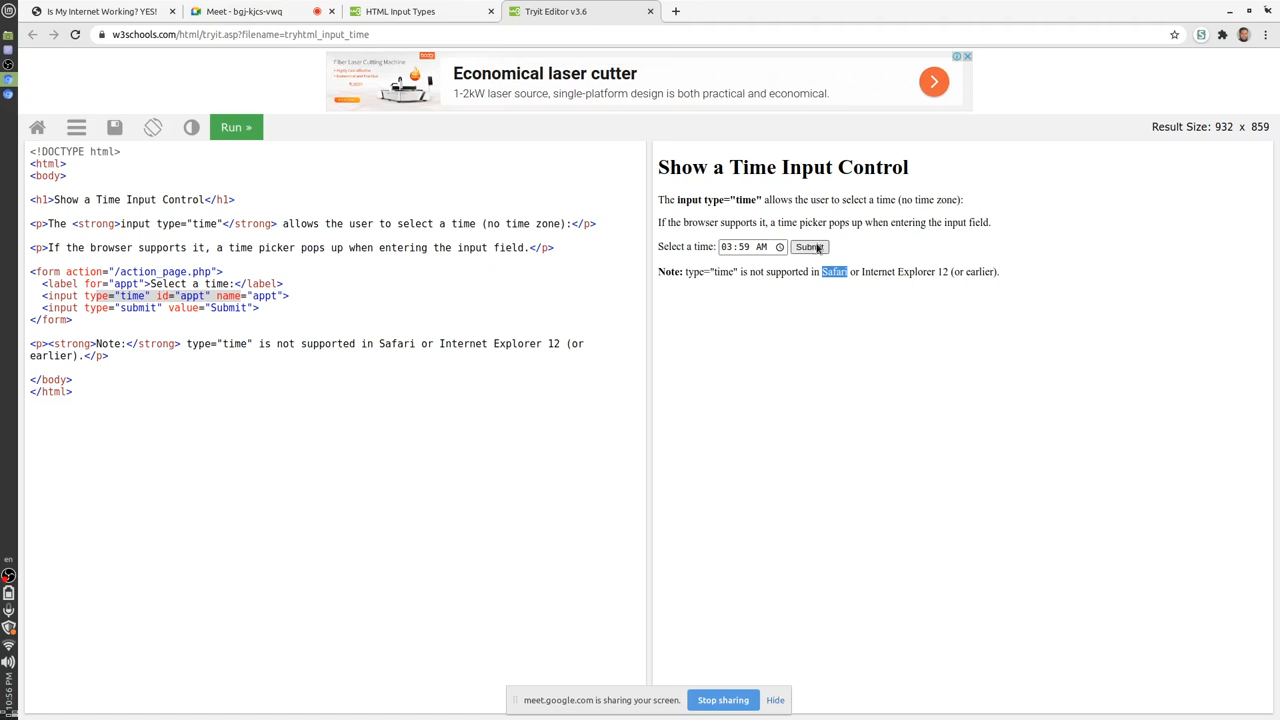 Is My Internet Working? YES!
Meet - bgj-kjcs-vwq
HTML Input Types
Tryit Editor v3.6
w3schools.com/html/tryit.asp?filename=tryhtml_input_time
Fiber Laser Cutting Machine
Economical laser cutter
1-2kW laser source, single-platform design is both practical and economical.
Run »
Result Size: 932 x 859
<!DOCTYPE html>
<html>
<body>
<h1>Show a Time Input Control</h1>
<p>The <strong>input type="time"</strong> allows the user to select a time (no time zone):</p>
<p>If the browser supports it, a time picker pops up when entering the input field.</p>
<form action="/action_page.php">
<label for="appt">Select a time:</label>
<input type="time" id="appt" name="appt">
<input type="submit" value="Submit">
</form>
<p><strong>Note:</strong> type="time" is not supported in Safari or Internet Explorer 12 (or
earlier).</p>
</body>
</html>
Show a Time Input Control
The input type="time" allows the user to select a time (no time zone):
If the browser supports it, a time picker pops up when entering the input field.
Select a time: 03:59 AM Submit
Note: type="time" is not supported in Safari or Internet Explorer 12 (or earlier).
en
10:56 PM
meet.google.com is sharing your screen.
Stop sharing
Hide